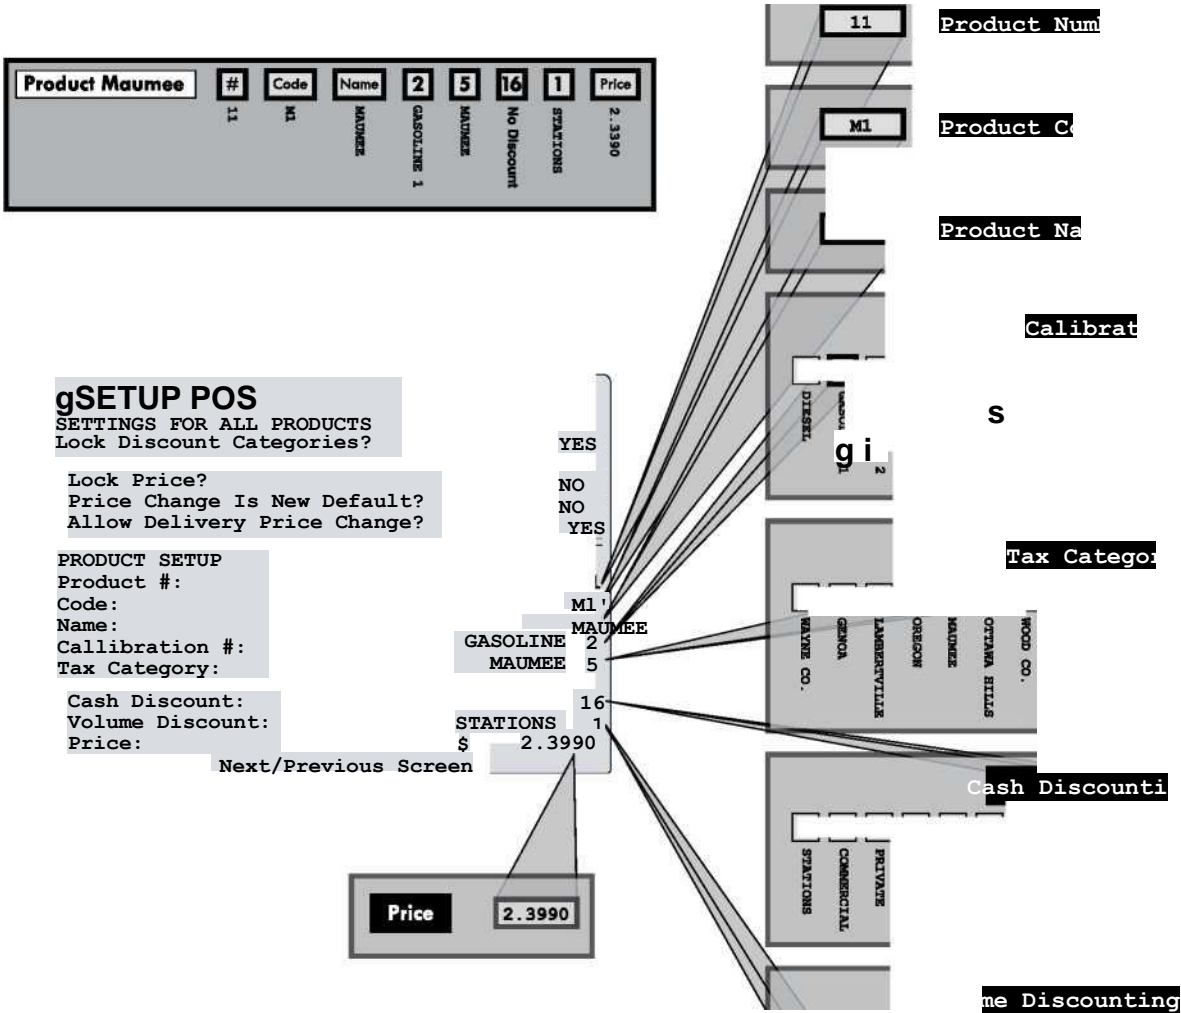 11
Product Numb
Product Maumee # Code Name 2 5 16 1 Price
11
M1
MAUMEE
GASOLINE 1
MAUMEE
No Discount
STATIONS
2.3390
M1
Product Co
Product Na
Calibrat
DIESEL
2
s
g i
gSETUP POS
SETTINGS FOR ALL PRODUCTS
Lock Discount Categories? YES
Lock Price? NO
Price Change Is New Default? NO
Allow Delivery Price Change? YES
PRODUCT SETUP
Product #:
Code: M1'
Name: MAUMEE
Callibration #: GASOLINE 2
Tax Category: MAUMEE 5
Cash Discount: 16
Volume Discount: STATIONS 1
Price: $ 2.3990
Next/Previous Screen
Tax Categor
WAYNE CO.
GENOA
LAMBERTVILLE
OREGON
MAUMEE
OTTAWA HILLS
WOOD CO.
Cash Discounti
STATIONS
COMMERCIAL
PRIVATE
Price 2.3990
me Discounting